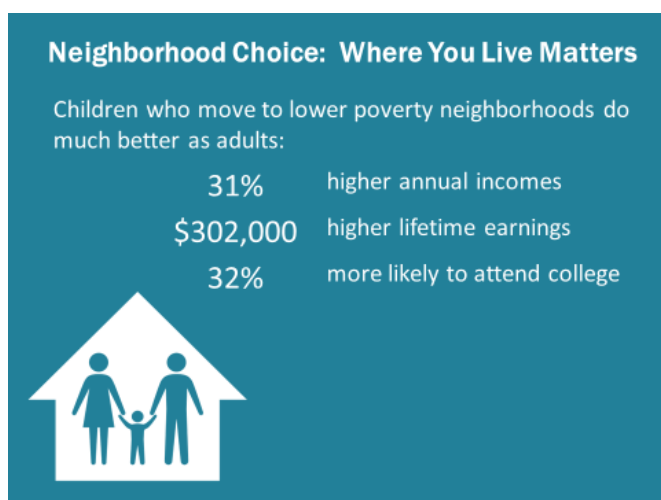 Neighborhood Choice: Where You Live Matters
Children who move to lower poverty neighborhoods do
much better as adults:
31% higher annual incomes
$302,000 higher lifetime earnings
32% more likely to attend college